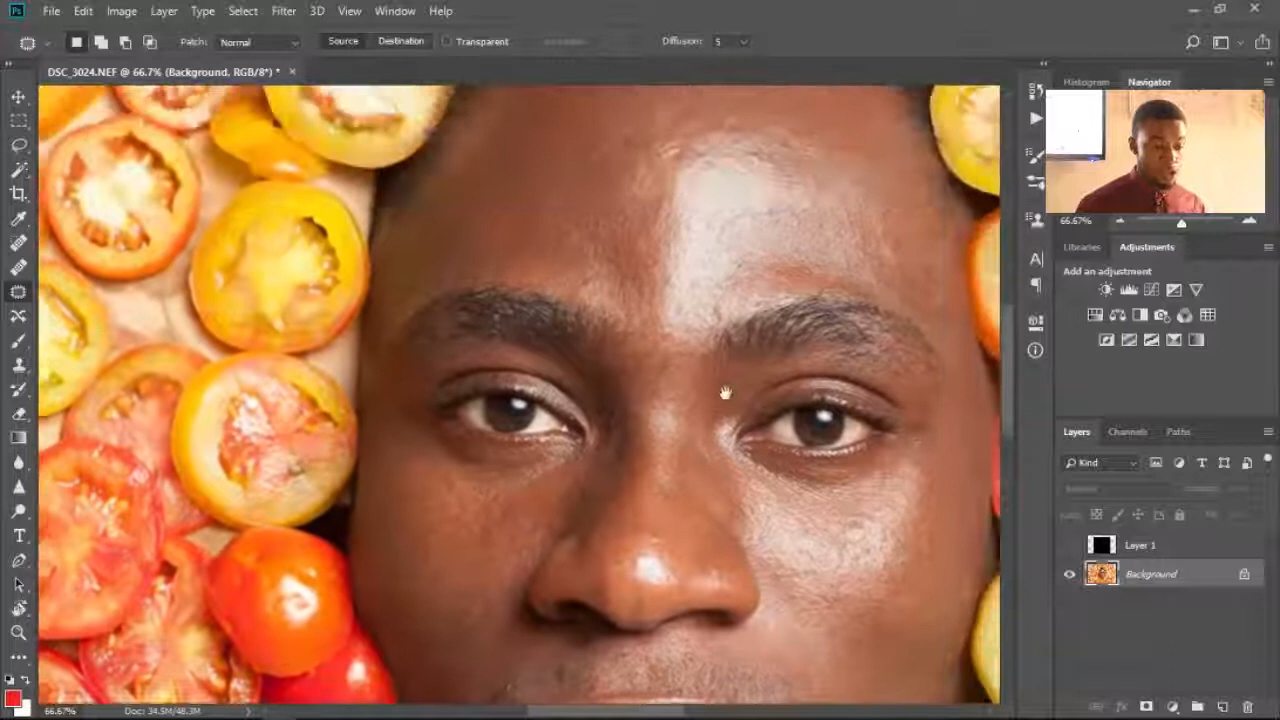 Ps File Edit Image Layer Type Select Filter 3D View Window Help
Patch: Normal Source Destination Transparent Diffusion: 5
DSC_3024.NEF @ 66.7% (Background, RGB/8*) * ×
Histogram Navigator
66.67%
Libraries Adjustments
Add an adjustment
Layers Channels Paths
Kind
Layer 1
Background
66.67% Doc: 34.5M/48.3M